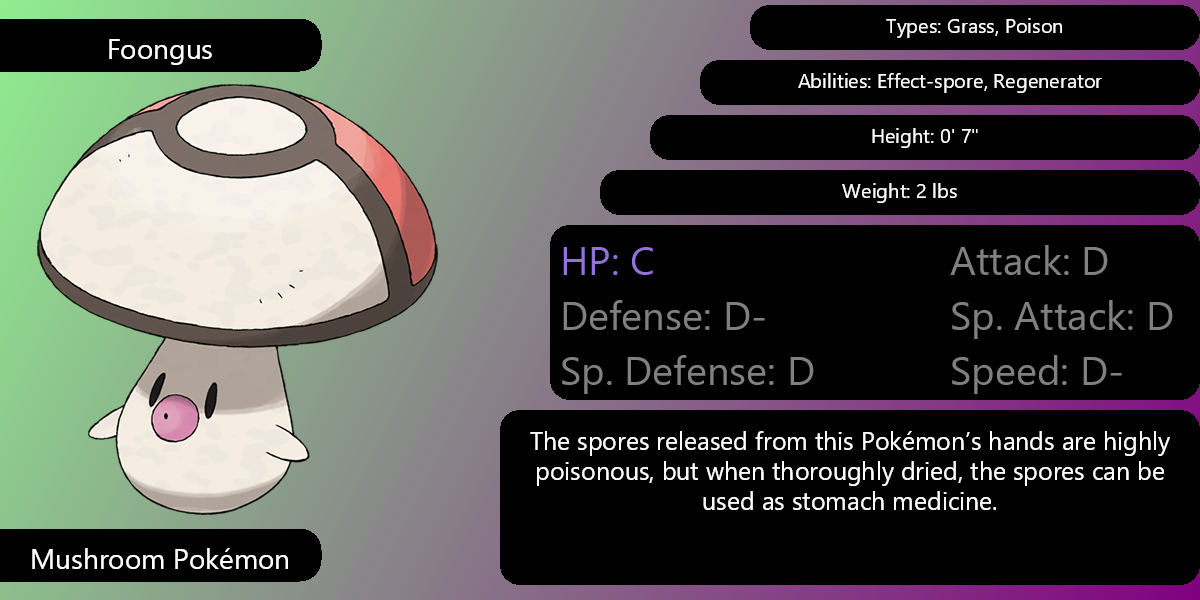 Foongus
Types: Grass, Poison
Abilities: Effect-spore, Regenerator
Height: 0' 7"
Weight: 2 lbs
HP: C
Attack: D
Defense: D-
Sp. Attack: D
Sp. Defense: D
Speed: D-
The spores released from this Pokémon’s hands are highly
poisonous, but when thoroughly dried, the spores can be
used as stomach medicine.
Mushroom Pokémon